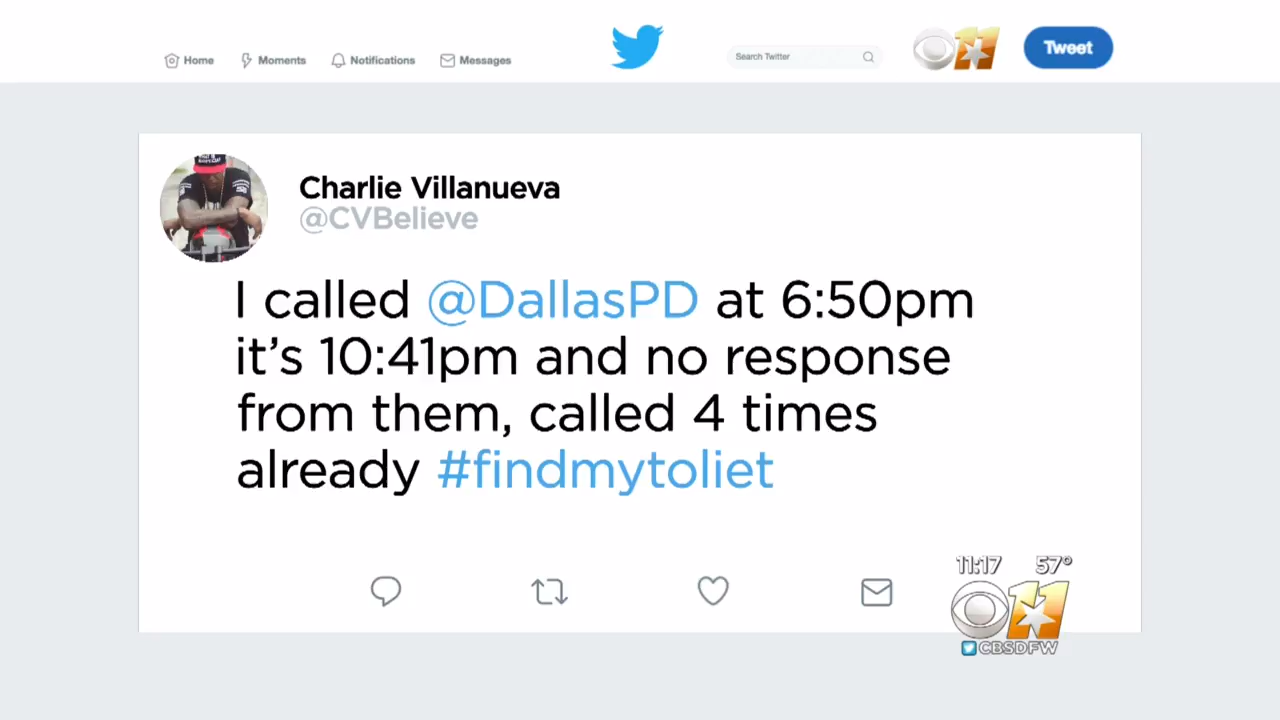 Home Moments Notifications Messages Search Twitter Tweet
Charlie Villanueva
@CVBelieve
I called @DallasPD at 6:50pm
it's 10:41pm and no response
from them, called 4 times
already #findmytoliet
11:17 57°
11
CBSDFW